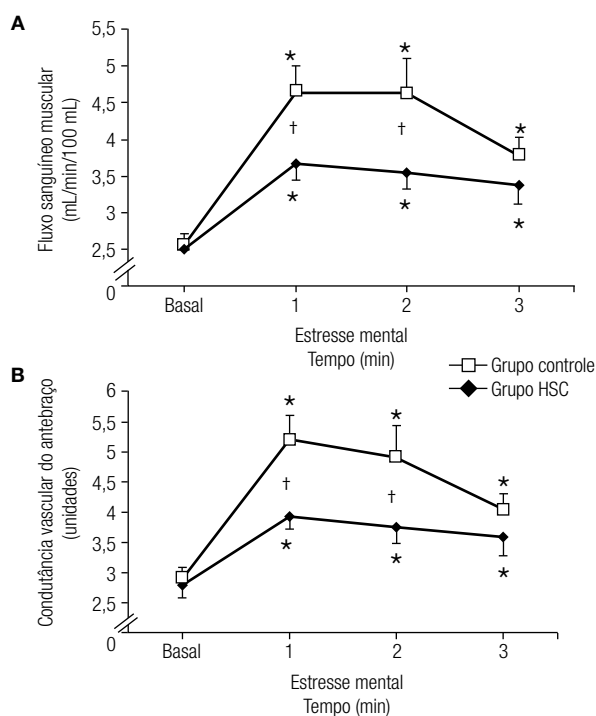 A
Fluxo sanguíneo muscular
(mL/min/100 mL)
5,5
5
4,5
4
3,5
3
2,5
0
* * *
† †
* * *
Basal 1 2 3
Estresse mental
Tempo (min)
Grupo controle
Grupo HSC
B
Condutância vascular do antebraço
(unidades)
6
5,5
5
4,5
4
3,5
3
2,5
0
* * *
† †
* * *
Basal 1 2 3
Estresse mental
Tempo (min)